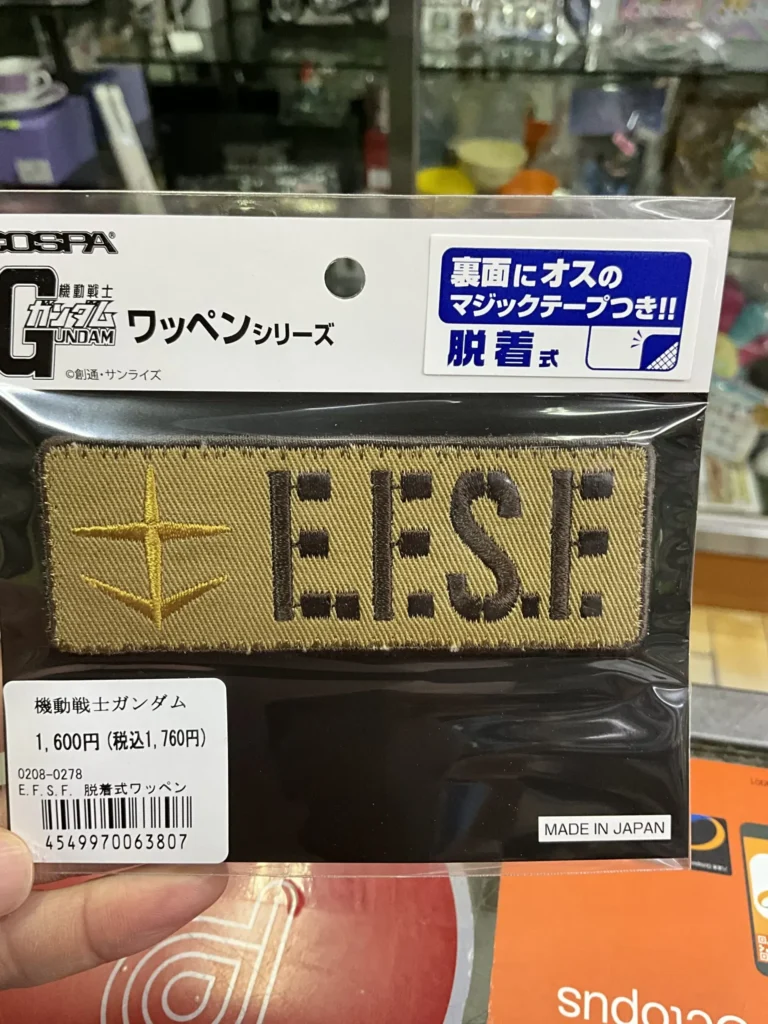 COSPA
機動戦士
ガンダム
GUNDAM
ワッペンシリーズ
©創通・サンライズ
裏面にオスの
マジックテープつき!!
脱着式
E.F.S.F.
機動戦士ガンダム
1,600円(税込1,760円)
0208-0278
E.F.S.F. 脱着式ワッペン
4549970063807
MADE IN JAPAN
Octopus